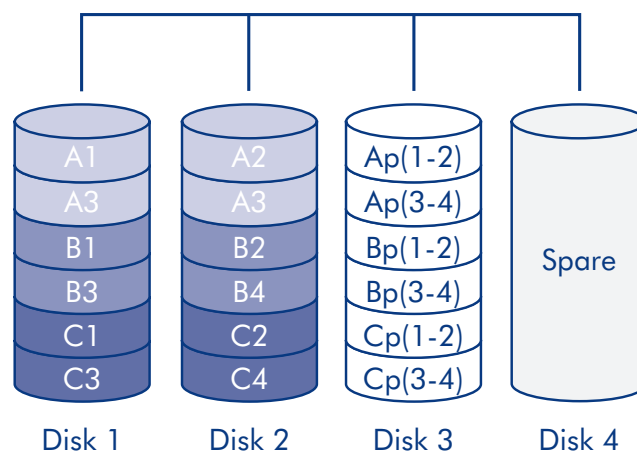 A1 A2 Ap(1-2)
A3 A3 Ap(3-4)
B1 B2 Bp(1-2) Spare
B3 B4 Bp(3-4)
C1 C2 Cp(1-2)
C3 C4 Cp(3-4)
Disk 1 Disk 2 Disk 3 Disk 4